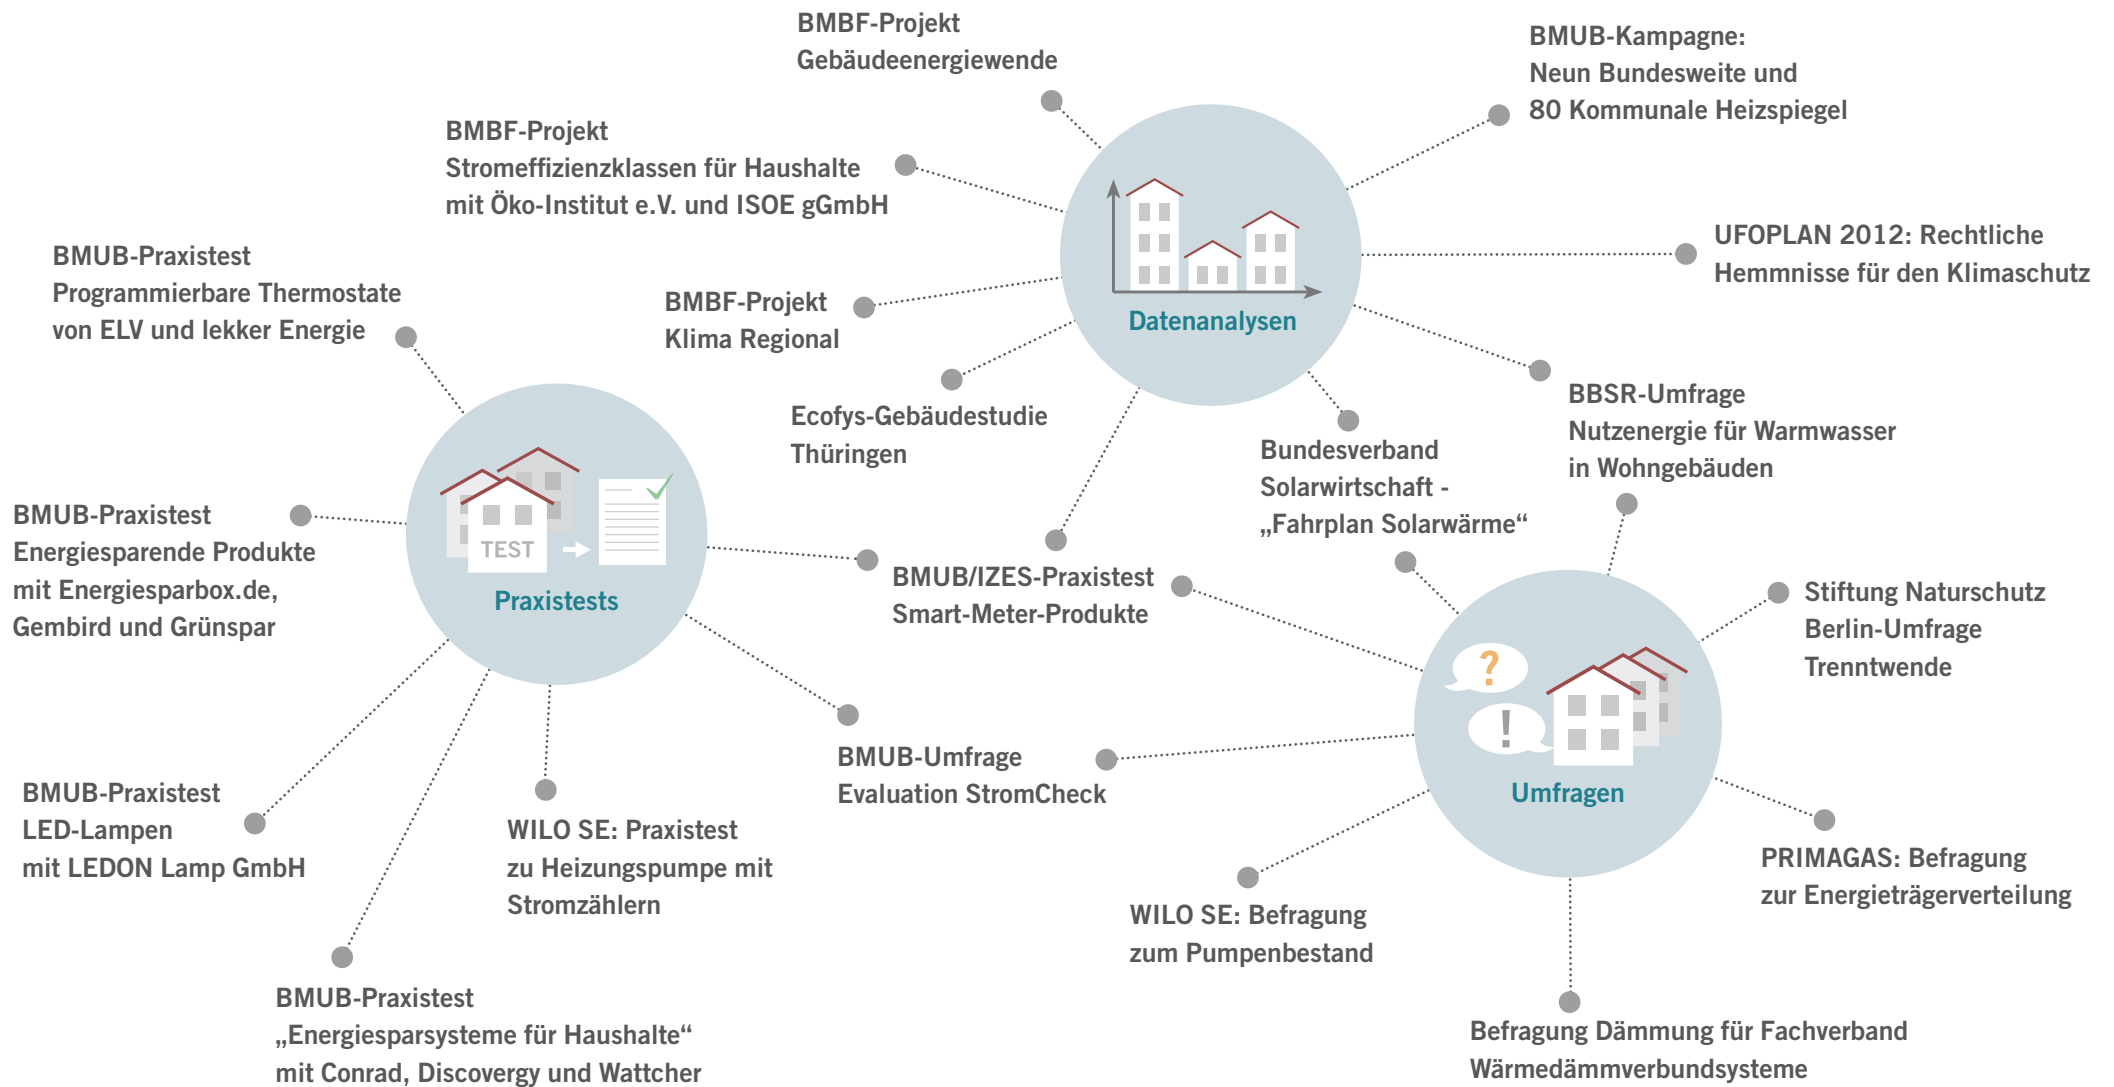 BMBF-Projekt
Gebäudeenergiewende
BMUB-Kampagne:
Neun Bundesweite und
80 Kommunale Heizspiegel
BMBF-Projekt
Stromeffizienzklassen für Haushalte
mit Öko-Institut e.V. und ISOE gGmbH
UFOPLAN 2012: Rechtliche
Hemmnisse für den Klimaschutz
BMUB-Praxistest
Programmierbare Thermostate
von ELV und lekker Energie
BMBF-Projekt
Klima Regional
Datenanalysen
BBSR-Umfrage
Nutzenergie für Warmwasser
in Wohngebäuden
Ecofys-Gebäudestudie
Thüringen
Bundesverband
Solarwirtschaft -
„Fahrplan Solarwärme“
BMUB-Praxistest
Energiesparende Produkte
mit Energiesparbox.de,
Gembird und Grünspar
TEST
Praxistests
BMUB/IZES-Praxistest
Smart-Meter-Produkte
Stiftung Naturschutz
Berlin-Umfrage
Trenntwende
?
!
Umfragen
BMUB-Umfrage
Evaluation StromCheck
BMUB-Praxistest
LED-Lampen
mit LEDON Lamp GmbH
WILO SE: Praxistest
zu Heizungspumpe mit
Stromzählern
PRIMAGAS: Befragung
zur Energieträgerverteilung
WILO SE: Befragung
zum Pumpenbestand
BMUB-Praxistest
„Energiesparsysteme für Haushalte“
mit Conrad, Discovergy und Wattcher
Befragung Dämmung für Fachverband
Wärmedämmverbundsysteme